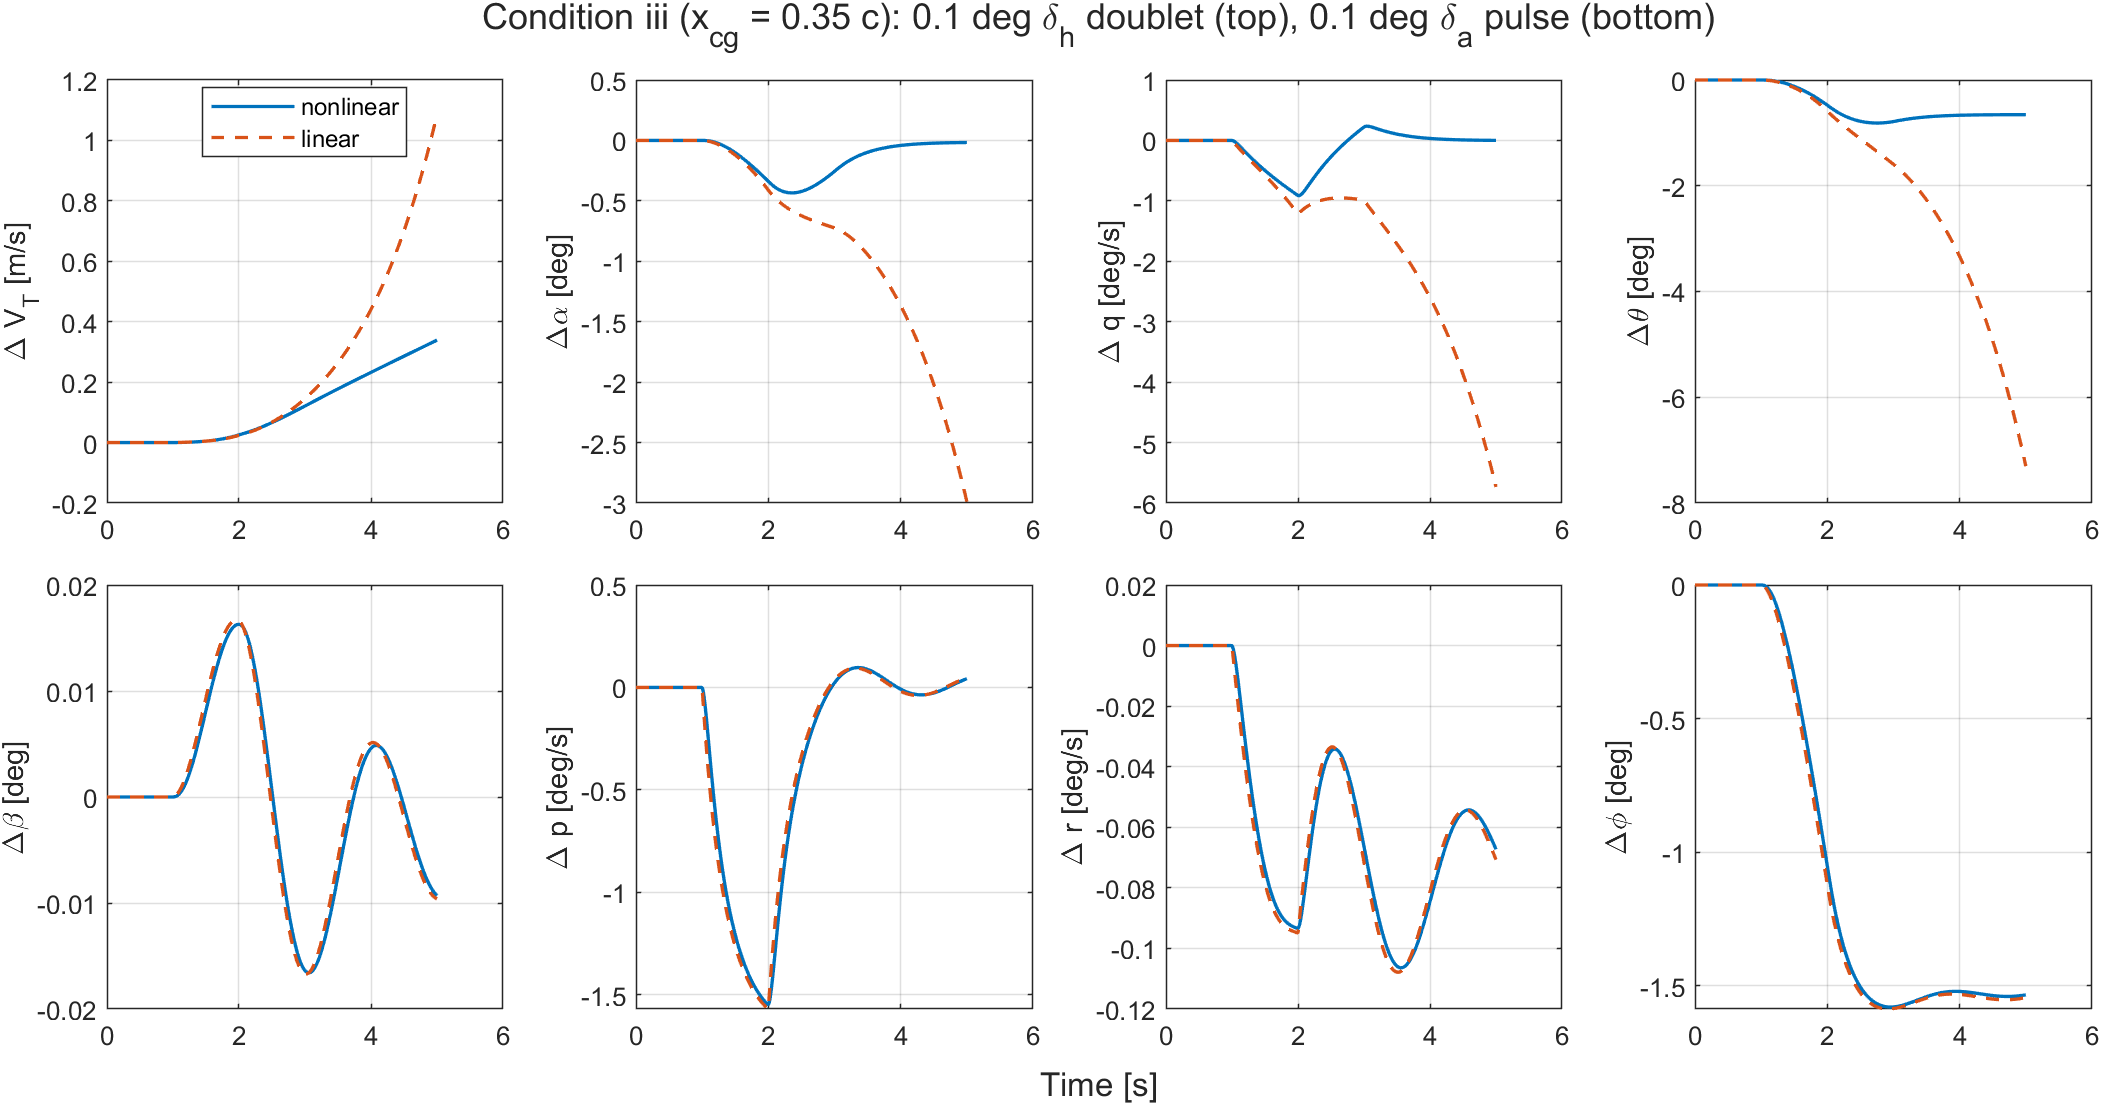 Condition iii (x_cg = 0.35 c): 0.1 deg δ_h doublet (top), 0.1 deg δ_a pulse (bottom)
Δ V_T [m/s]
1.2
1
0.8
0.6
0.4
0.2
0
-0.2
0 2 4 6
nonlinear
linear
Δα [deg]
0.5
0
-0.5
-1
-1.5
-2
-2.5
-3
0 2 4 6
Δ q [deg/s]
1
0
-1
-2
-3
-4
-5
-6
0 2 4 6
Δθ [deg]
0
-2
-4
-6
-8
0 2 4 6
Δβ [deg]
0.02
0.01
0
-0.01
-0.02
0 2 4 6
Δ p [deg/s]
0.5
0
-0.5
-1
-1.5
0 2 4 6
Δ r [deg/s]
0.02
0
-0.02
-0.04
-0.06
-0.08
-0.1
-0.12
0 2 4 6
Δϕ [deg]
0
-0.5
-1
-1.5
0 2 4 6
Time [s]